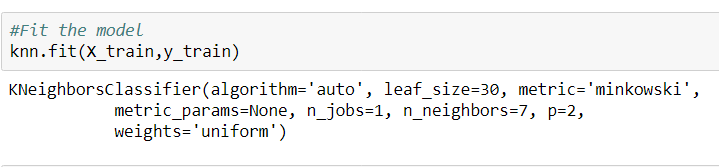 #Fit the model
knn.fit(X_train,y_train)
KNeighborsClassifier(algorithm='auto', leaf_size=30, metric='minkowski',
metric_params=None, n_jobs=1, n_neighbors=7, p=2,
weights='uniform')